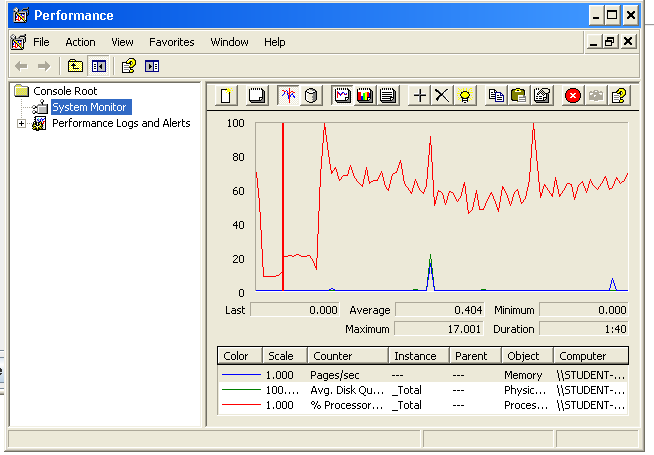 Performance
File Action View Favorites Window Help
Console Root
System Monitor
Performance Logs and Alerts
100
80
60
40
20
0
Last 0.000 Average 0.404 Minimum 0.000
Maximum 17.001 Duration 1:40
Color Scale Counter Instance Parent Object Computer
1.000 Pages/sec --- --- Memory \\STUDENT-...
100.... Avg. Disk Qu... _Total --- Physic... \\STUDENT-...
1.000 % Processor... _Total --- Proces... \\STUDENT-...